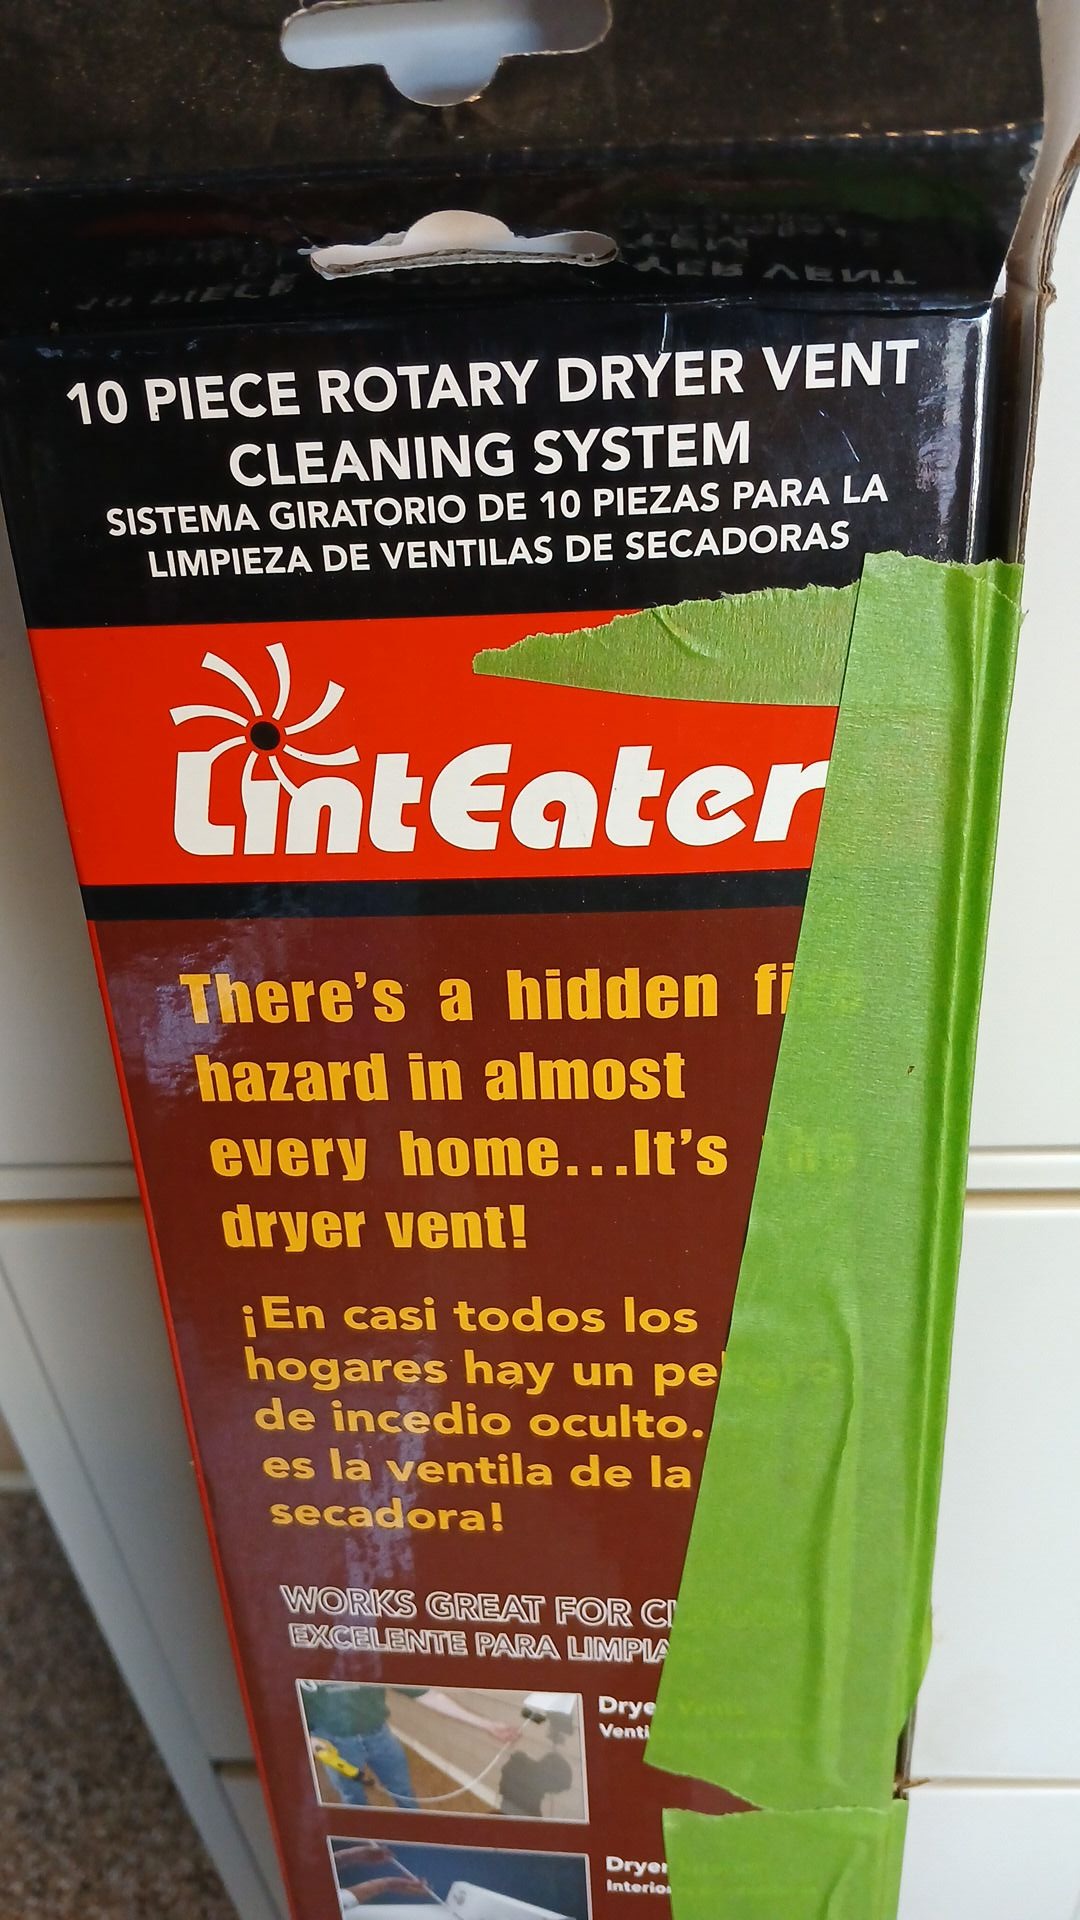 10 PIECE ROTARY DRYER VENT
CLEANING SYSTEM
SISTEMA GIRATORIO DE 10 PIEZAS PARA LA
LIMPIEZA DE VENTILAS DE SECADORAS
LintEater
There's a hidden
hazard in almost
every home...It's
dryer vent!
¡En casi todos los
hogares hay un
de incedio oculto.
es la ventila de la
secadora!
WORKS GREAT FOR
EXCELENTE PARA
Dryer